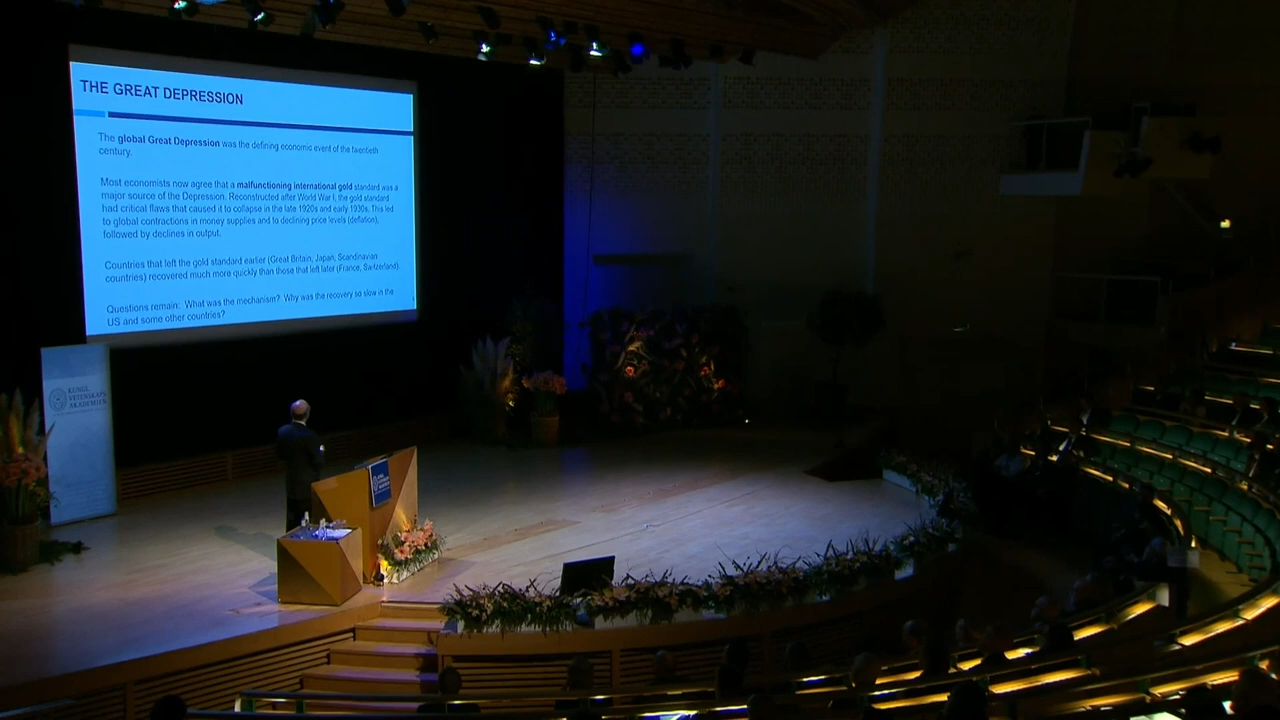 THE GREAT DEPRESSION
The global Great Depression was the defining economic event of the twentieth
century.
Most economists now agree that a malfunctioning international gold standard was a
major source of the Depression. Reconstructed after World War I, the gold standard
had critical flaws that caused it to collapse in the late 1920s and early 1930s. This led
to global contractions in money supplies and to declining price levels (deflation),
followed by declines in output.
Countries that left the gold standard earlier (Great Britain, Japan, Scandinavian
countries) recovered much more quickly than those that left later (France, Switzerland).
Questions remain: What was the mechanism? Why was the recovery so slow in the
US and some other countries?
KUNGL.
VETENSKAPS
AKADEMIEN